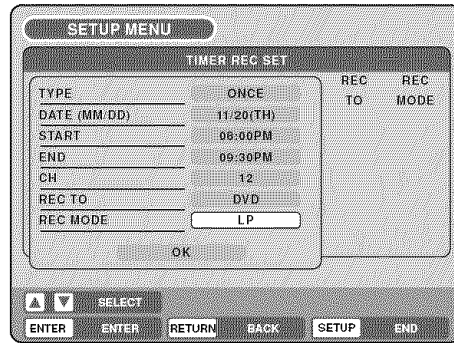 SETUP MENU
TIMER REC SET
REC REC
TO MODE
TYPE ONCE
DATE (MM/DD) 11/20(TH)
START 06:00PM
END 09:30PM
CH 12
REC TO DVD
REC MODE LP
OK
SELECT
ENTER ENTER RETURN BACK SETUP END